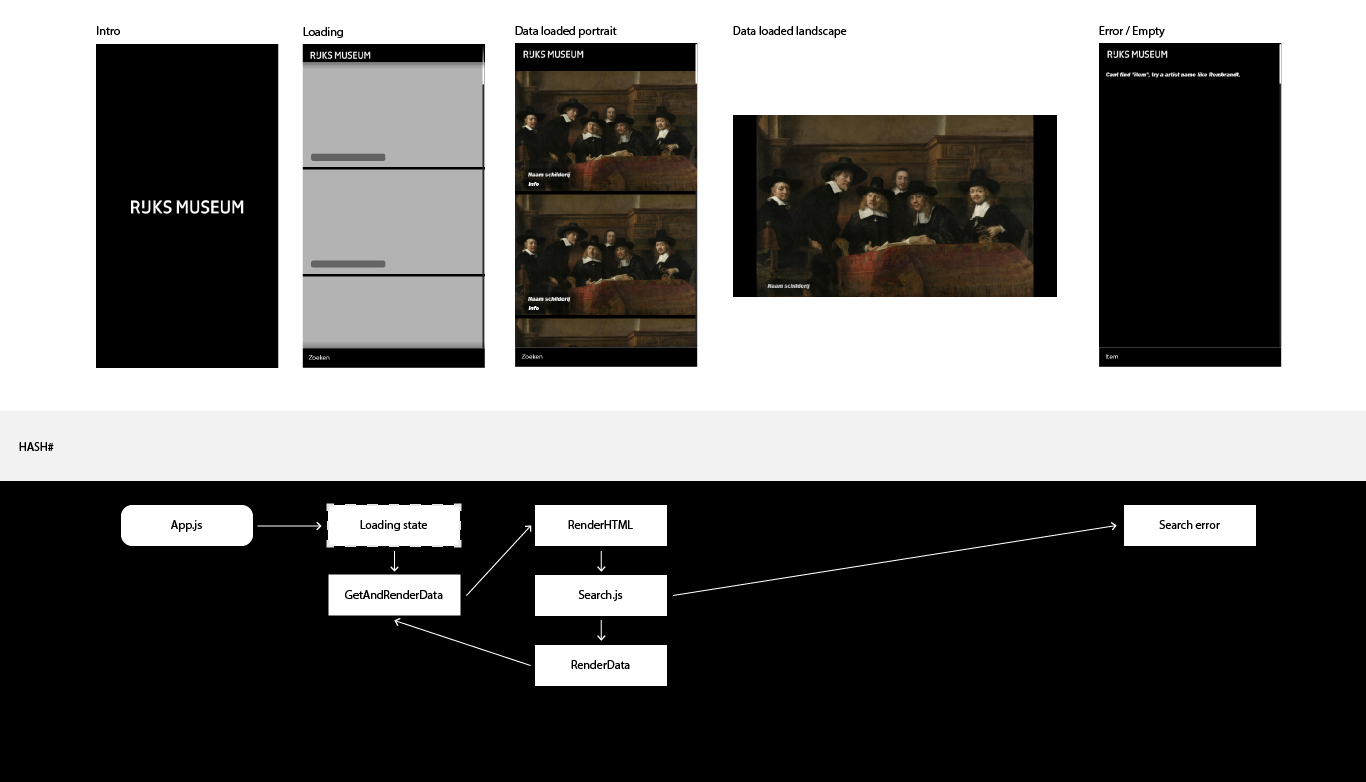 Intro
Loading
Data loaded portrait
Data loaded landscape
Error / Empty
RIJKS MUSEUM
RIJKS MUSEUM
Zoeken
RIJKS MUSEUM
Naam schilderij
Info
Naam schilderij
Info
Zoeken
Naam schilderij
RIJKS MUSEUM
Cant find "item", try a artist name like Rembrandt.
Item
HASH#
App.js
Loading state
RenderHTML
Search error
GetAndRenderData
Search.js
RenderData